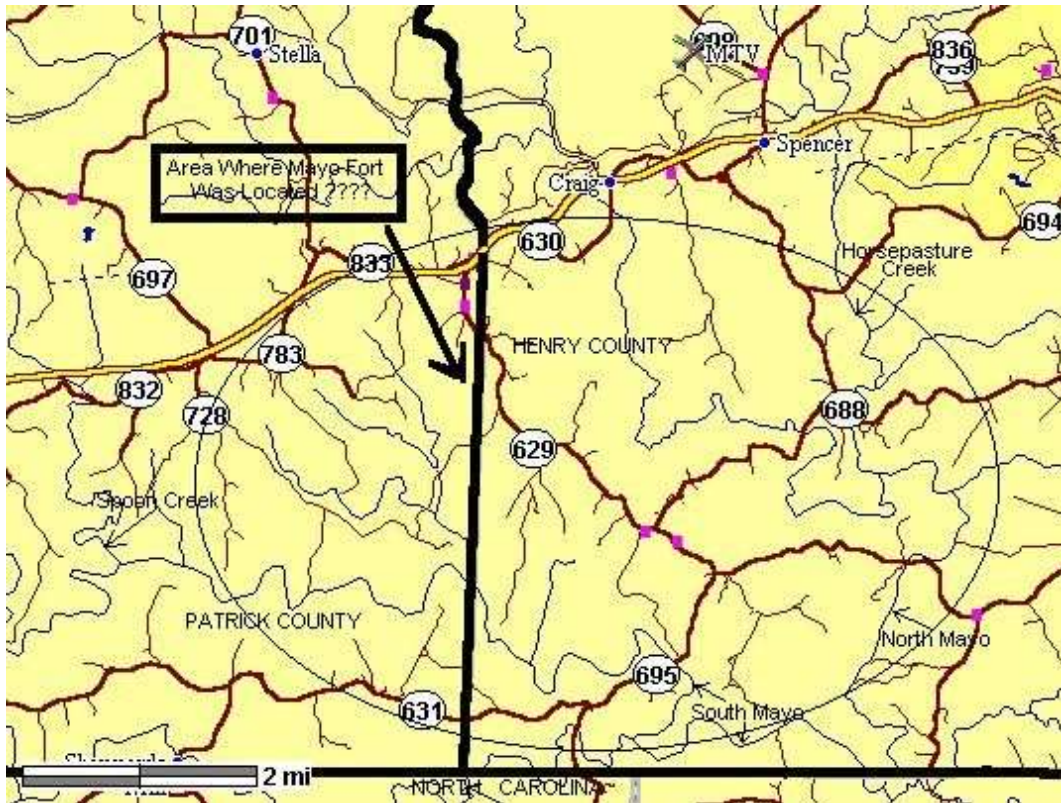 701
Stella
698
MTV
836
Spencer
Area Where Mayo Fort
Was Located ????
Craig
630
694
833
Horsepasture
Creek
697
HENRY COUNTY
783
832
728
688
629
Spoon Creek
PATRICK COUNTY
North Mayo
695
631
South Mayo
2 mi
NORTH CAROLINA